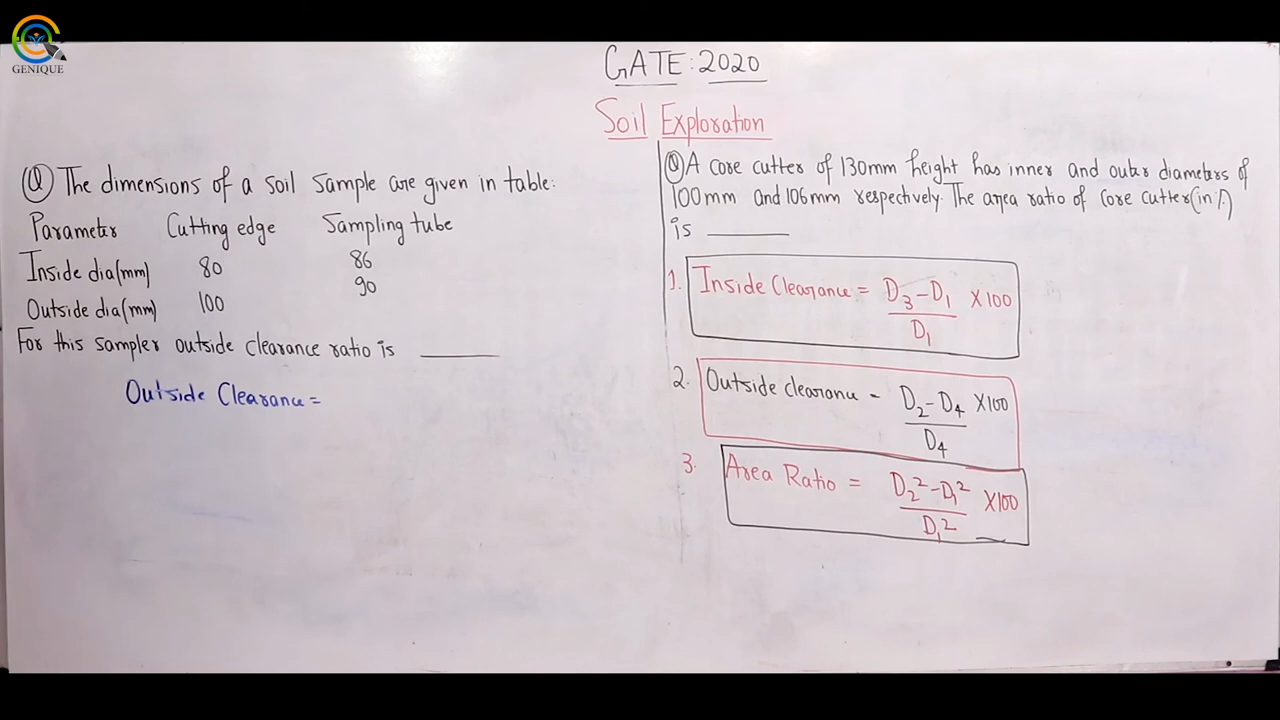 GENIQUE
GATE: 2020
Soil Exploration
Q The dimensions of a soil sample are given in table:
Parameter Cutting edge Sampling tube
Inside dia(mm) 80 86
Outside dia(mm) 100 90
For this sampler outside clearance ratio is ______
Outside Clearance =
Q A core cutter of 130mm height has inner and outer diameters of
100mm and 106mm respectively. The area ratio of core cutter(in %)
is ______
1. Inside Clearance = D3-D1/D1 X100
2. Outside clearance - D2-D4/D4 X100
3. Area Ratio = D2²-D1²/D1² X100